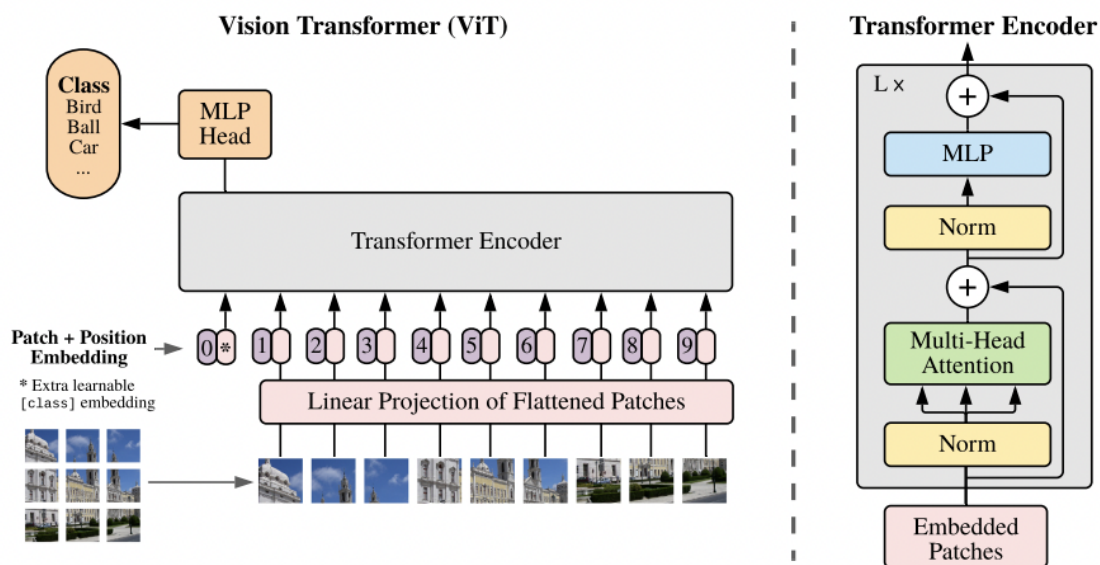 Vision Transformer (ViT)
Class
Bird
Ball
Car
...
MLP
Head
Transformer Encoder
Patch + Position
Embedding
0 * 1 2 3 4 5 6 7 8 9
* Extra learnable
[class] embedding
Linear Projection of Flattened Patches
Transformer Encoder
L x
+
MLP
Norm
+
Multi-Head
Attention
Norm
Embedded
Patches